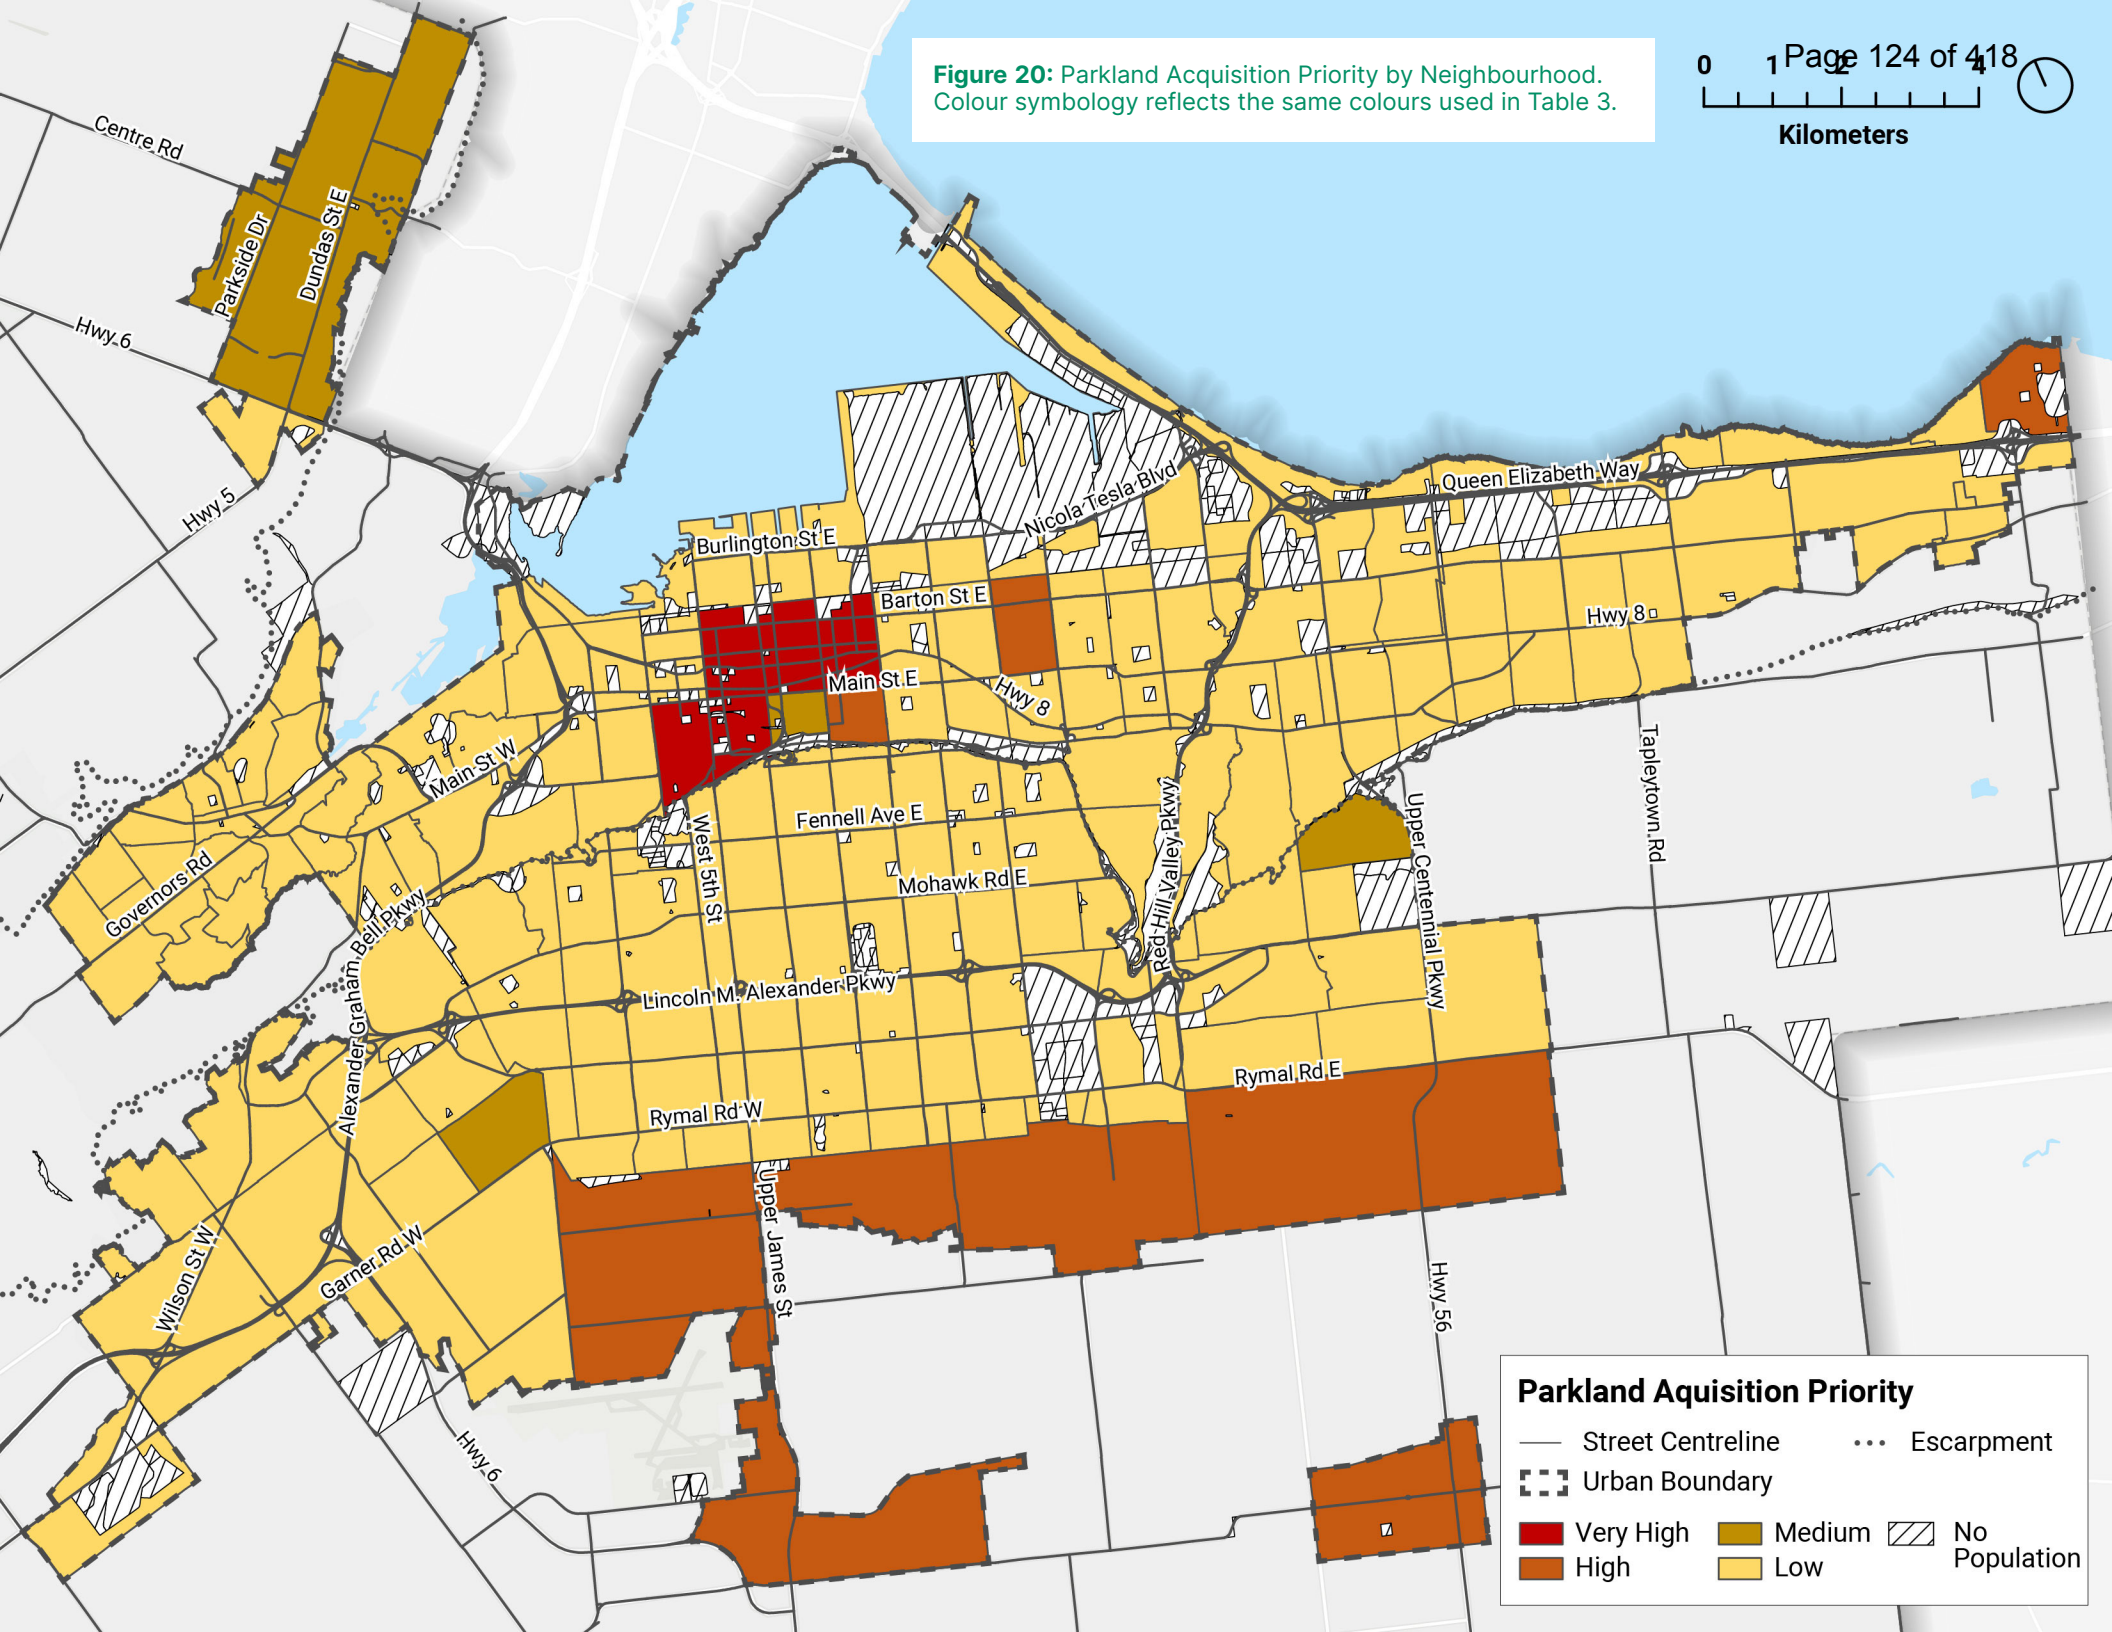 Figure 20: Parkland Acquisition Priority by Neighbourhood.
Colour symbology reflects the same colours used in Table 3.
Page 124 of 418
0 1 2 4
Kilometers
Centre Rd
Parkside Dr
Dundas St E
Hwy 6
Hwy 5
Queen Elizabeth Way
Nicola Tesla Blvd
Burlington St E
Barton St E
Hwy 8
Main St E
Hwy 8
Main St W
Tapleytown Rd
Fennell Ave E
West 5th St
Red Hill Valley Pkwy
Upper Centennial Pkwy
Governors Rd
Mohawk Rd E
Alexander Graham Bell Pkwy
Lincoln M. Alexander Pkwy
Rymal Rd E
Rymal Rd W
Upper James St
Wilson St W
Garner Rd W
Hwy 56
Hwy 6
Parkland Aquisition Priority
Street Centreline
Escarpment
Urban Boundary
Very High
Medium
No
Population
High
Low